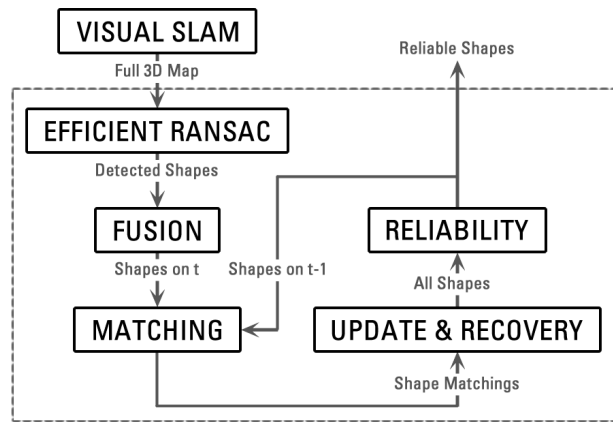 VISUAL SLAM
Full 3D Map
Reliable Shapes
EFFICIENT RANSAC
Detected Shapes
FUSION
RELIABILITY
Shapes on t
Shapes on t-1
All Shapes
MATCHING
UPDATE & RECOVERY
Shape Matchings